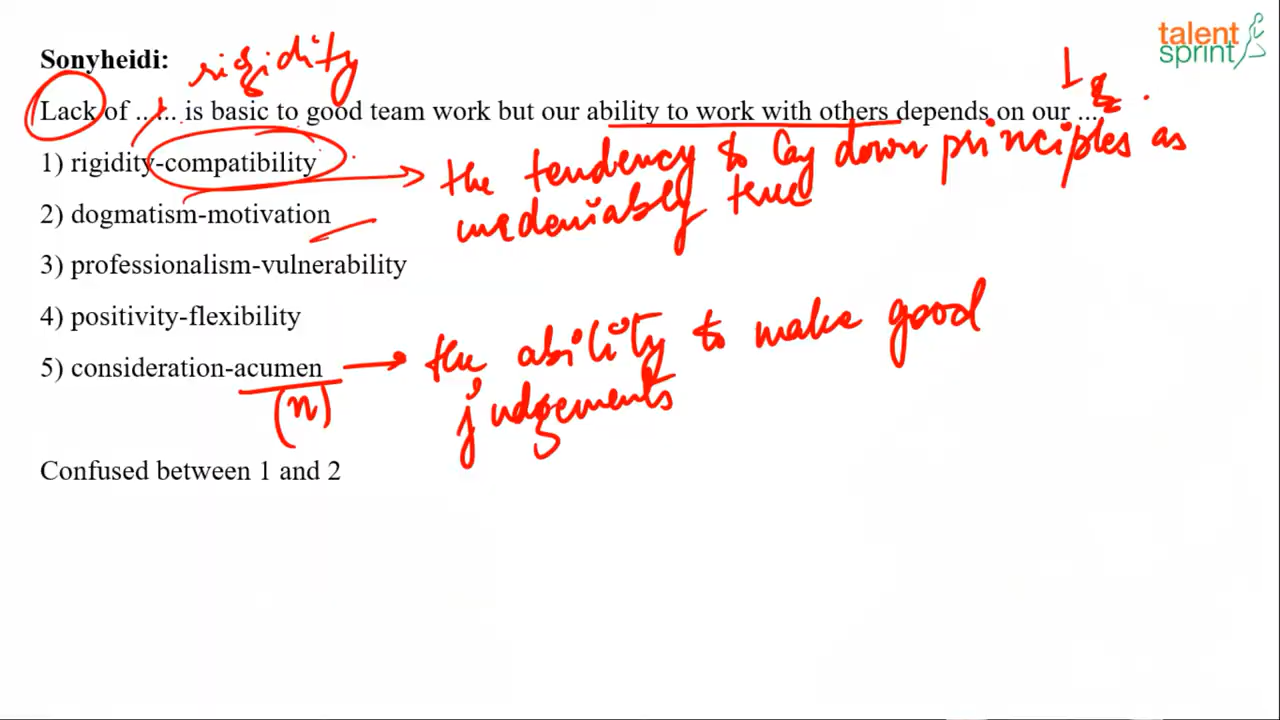 talent
sprint
Sonyheidi:
rigidity
Lack of ...... is basic to good team work but our ability to work with others depends on our ....
1) rigidity-compatibility
the tendency to lay down principles as
undeniably true
2) dogmatism-motivation
3) professionalism-vulnerability
4) positivity-flexibility
5) consideration-acumen
(n)
the ability to make good
judgements
Confused between 1 and 2